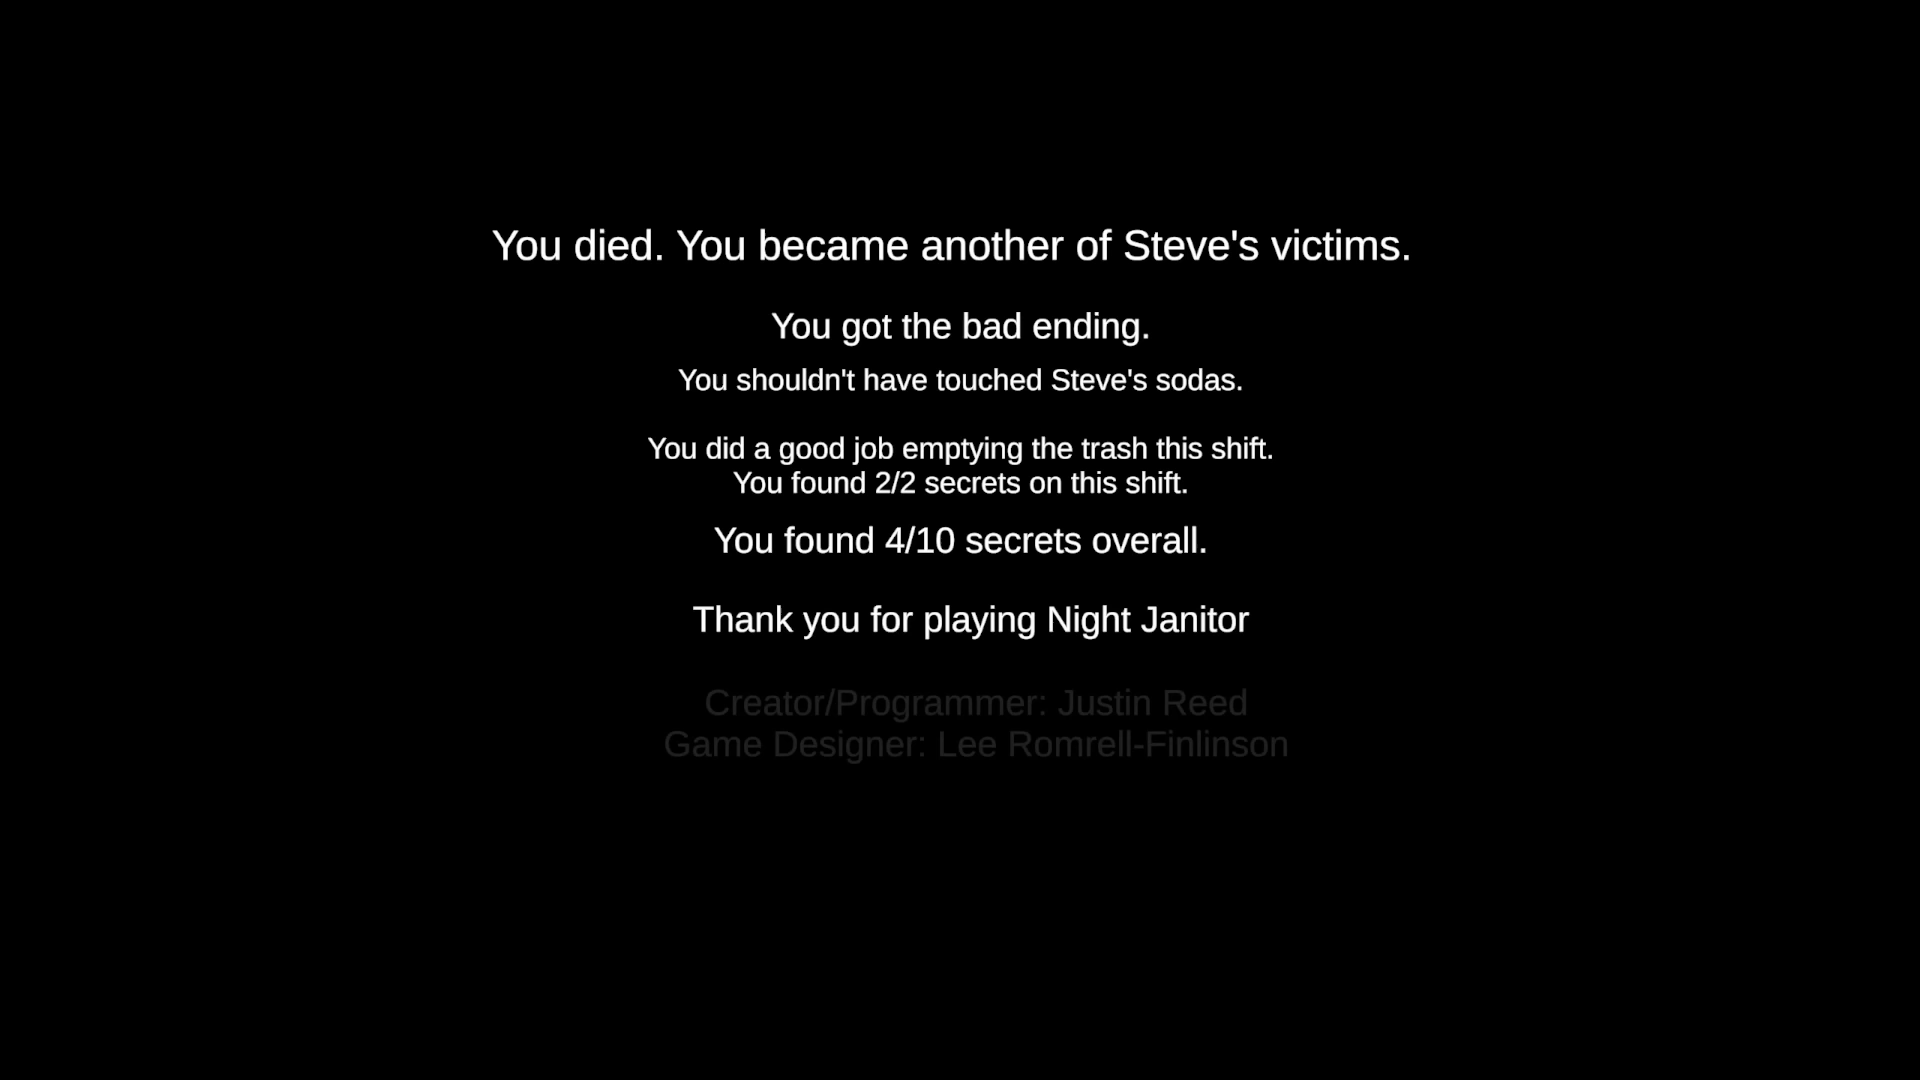 You died. You became another of Steve's victims.
You got the bad ending.
You shouldn't have touched Steve's sodas.
You did a good job emptying the trash this shift.
You found 2/2 secrets on this shift.
You found 4/10 secrets overall.
Thank you for playing Night Janitor
Creator/Programmer: Justin Reed
Game Designer: Lee Romrell-Finlinson